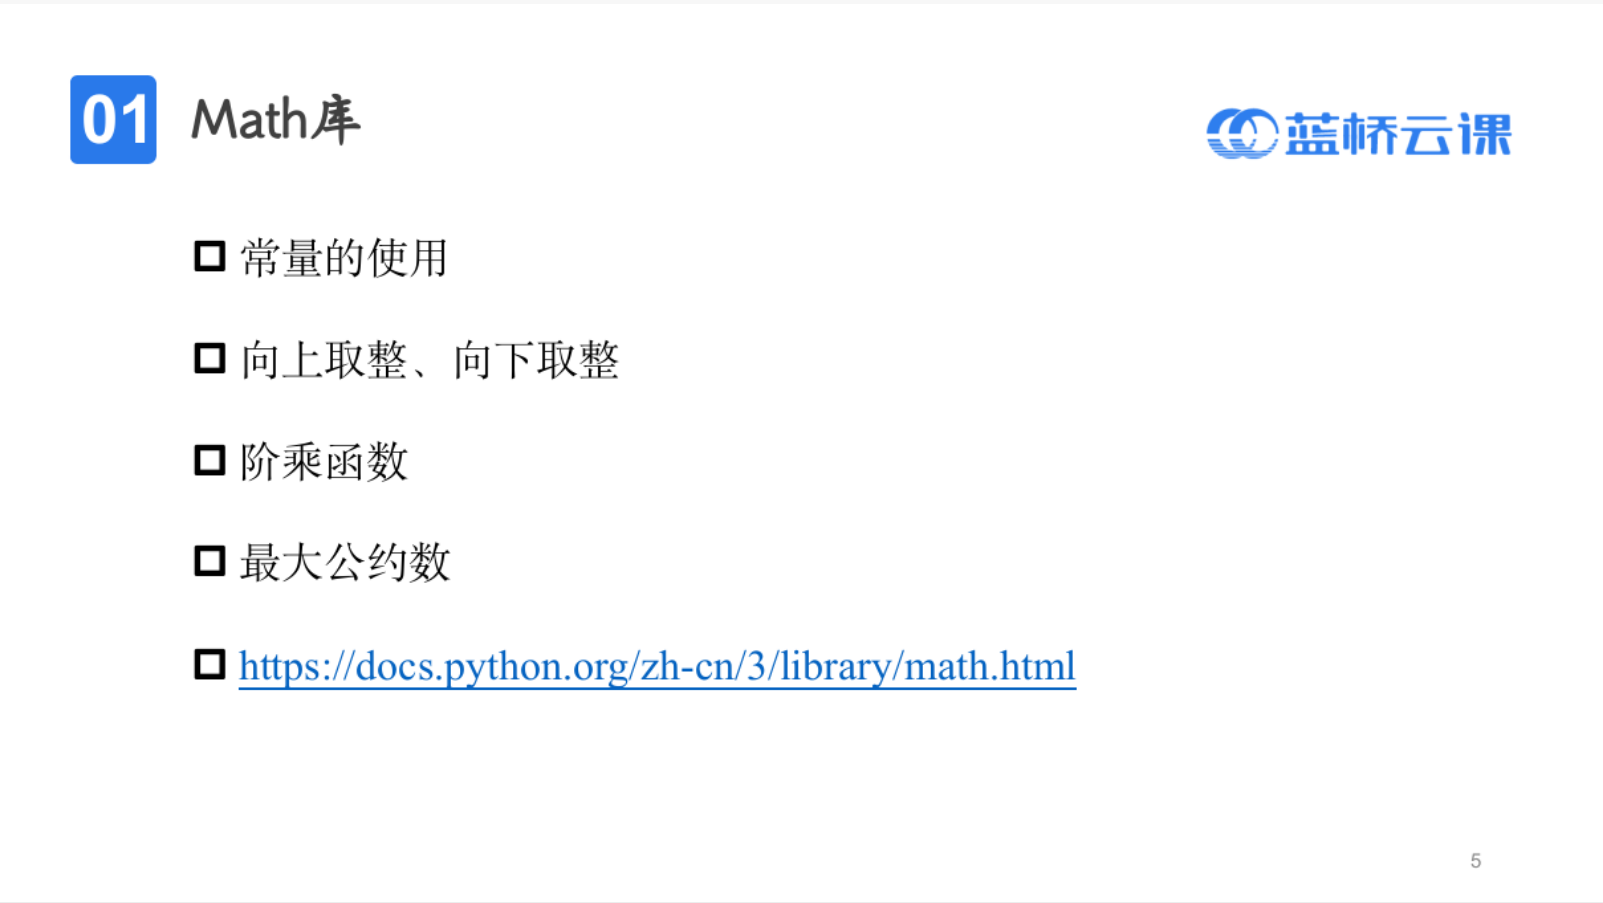 01 Math库
蓝桥云课
常量的使用
向上取整、向下取整
阶乘函数
最大公约数
https://docs.python.org/zh-cn/3/library/math.html
5